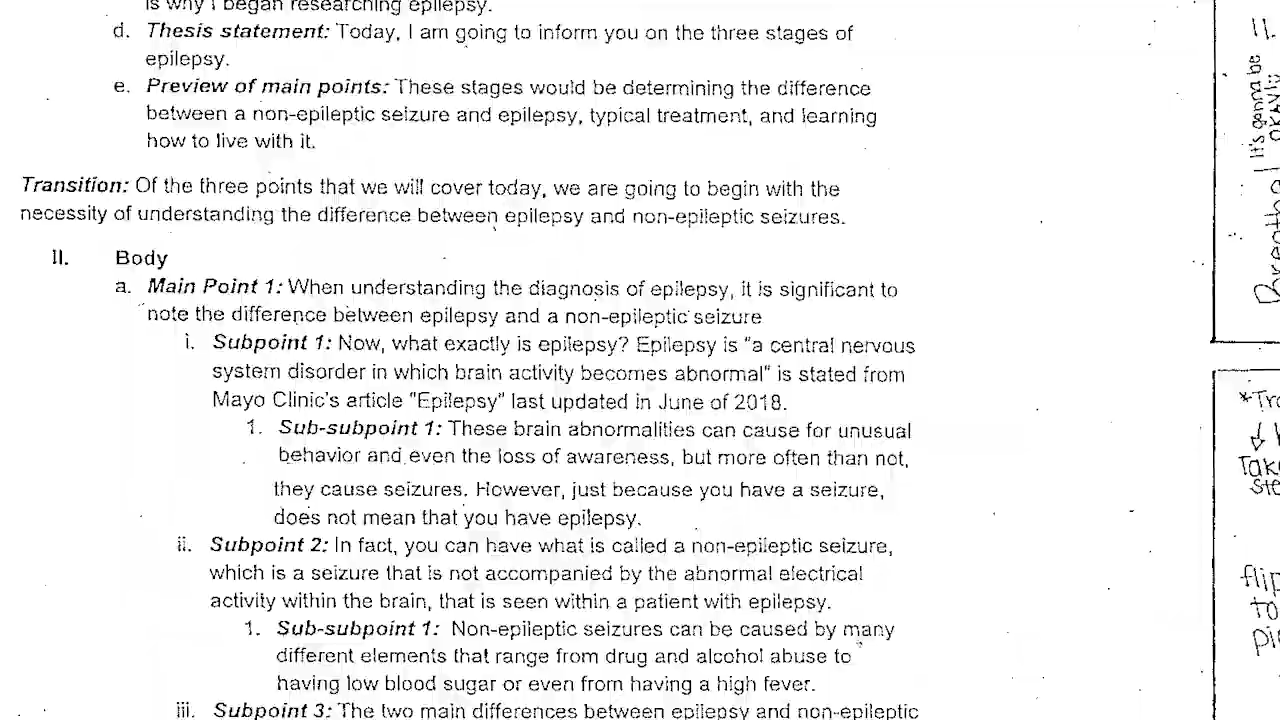 is why I began researching epilepsy.
d. Thesis statement: Today, I am going to inform you on the three stages of
epilepsy.
e. Preview of main points: These stages would be determining the difference
between a non-epileptic seizure and epilepsy, typical treatment, and learning
how to live with it.
Transition: Of the three points that we will cover today, we are going to begin with the
necessity of understanding the difference between epilepsy and non-epileptic seizures.
II. Body
a. Main Point 1: When understanding the diagnosis of epilepsy, it is significant to
note the difference between epilepsy and a non-epileptic seizure
i. Subpoint 1: Now, what exactly is epilepsy? Epilepsy is "a central nervous
system disorder in which brain activity becomes abnormal" is stated from
Mayo Clinic's article "Epilepsy" last updated in June of 2018.
1. Sub-subpoint 1: These brain abnormalities can cause for unusual
behavior and even the loss of awareness, but more often than not,
they cause seizures. However, just because you have a seizure,
does not mean that you have epilepsy.
ii. Subpoint 2: In fact, you can have what is called a non-epileptic seizure,
which is a seizure that is not accompanied by the abnormal electrical
activity within the brain, that is seen within a patient with epilepsy.
1. Sub-subpoint 1: Non-epileptic seizures can be caused by many
different elements that range from drug and alcohol abuse to
having low blood sugar or even from having a high fever.
iii. Subpoint 3: The two main differences between epilepsy and non-epileptic
It's gonna be
okay!!
*Tra
Take
Ste
flip
to